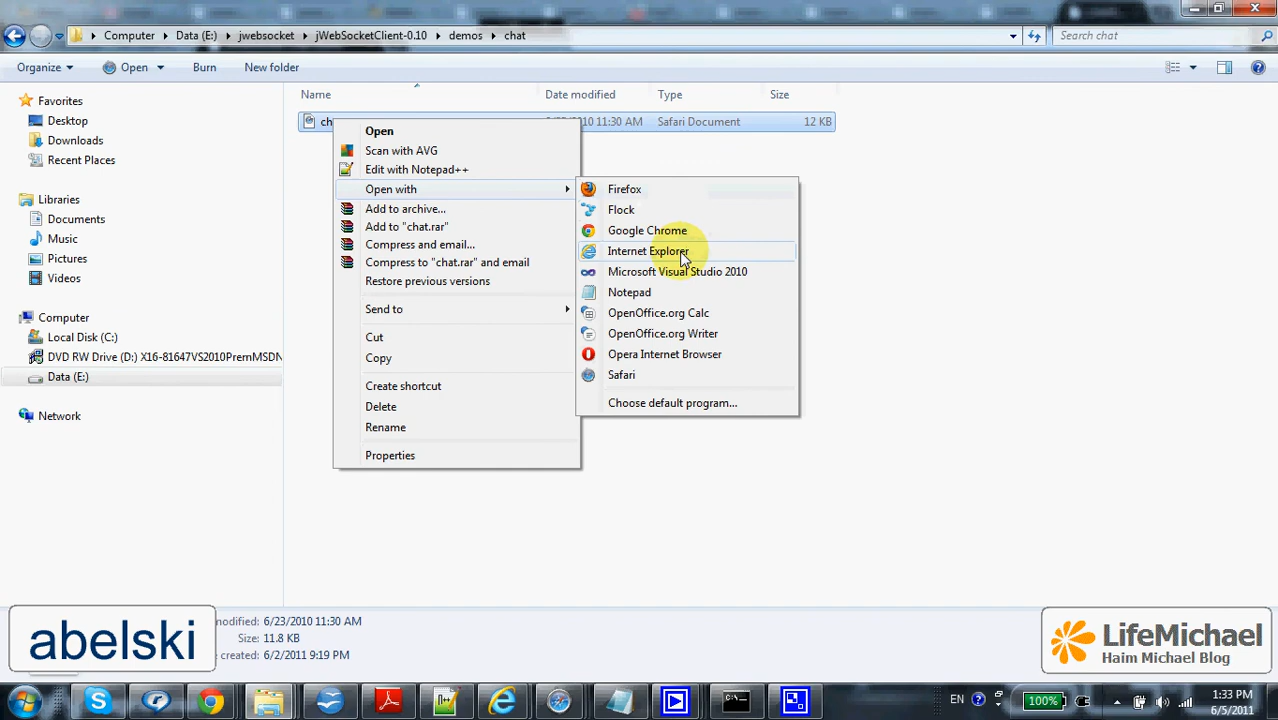 Computer
Data (E:)
jwebsocket
jWebSocketClient-0.10
demos
chat
Search chat
Organize
Open
Burn
New folder
Name
Date modified
Type
Size
Favorites
Desktop
Downloads
Recent Places
Libraries
Documents
Music
Pictures
Videos
Computer
Local Disk (C:)
DVD RW Drive (D:) X16-81647VS2010PremMSDN
Data (E:)
Network
ch
11:30 AM
Safari Document
12 KB
Open
Scan with AVG
Edit with Notepad++
Open with
Add to archive...
Add to "chat.rar"
Compress and email...
Compress to "chat.rar" and email
Restore previous versions
Send to
Cut
Copy
Create shortcut
Delete
Rename
Properties
Firefox
Flock
Google Chrome
Internet Explorer
Microsoft Visual Studio 2010
Notepad
OpenOffice.org Calc
OpenOffice.org Writer
Opera Internet Browser
Safari
Choose default program...
modified: 6/23/2010 11:30 AM
Size: 11.8 KB
created: 6/2/2011 9:19 PM
abelski
LifeMichael
Haim Michael Blog
EN
100%
1:33 PM
6/5/2011